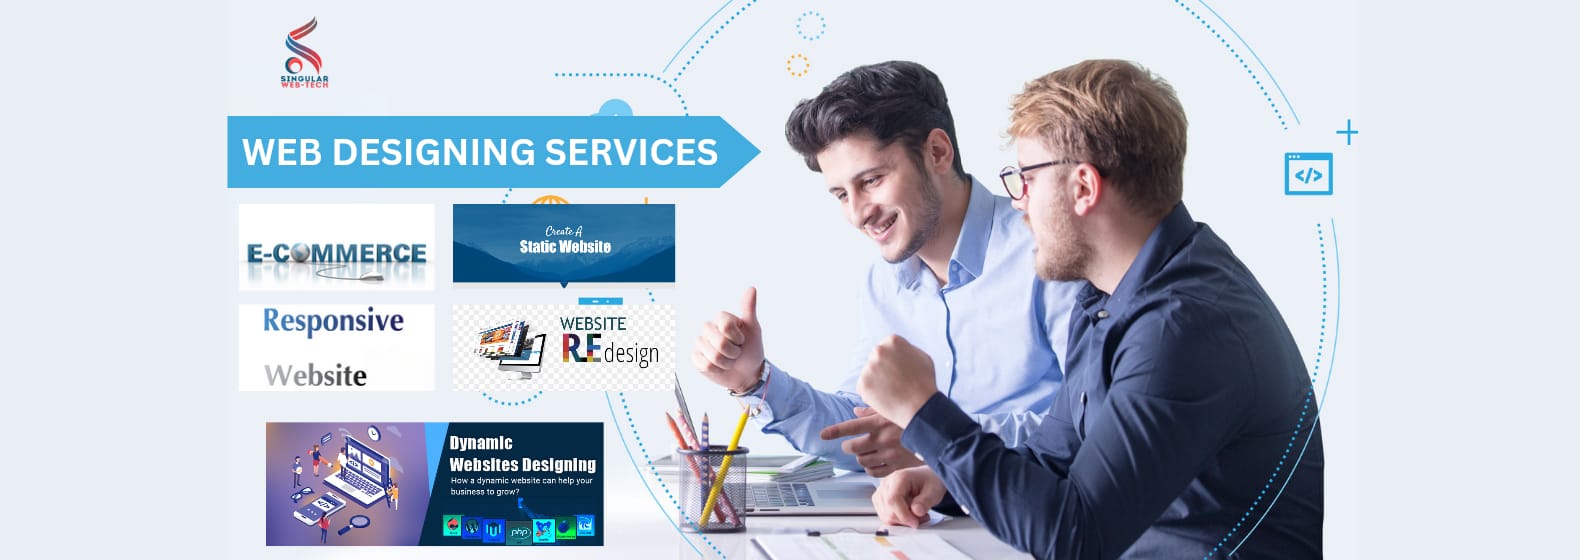 SINGULAR
WEB-TECH
WEB DESIGNING SERVICES
E-COMMERCE
Create A
Static Website
Responsive
Website
WEBSITE
REdesign
Dynamic
Websites Designing
How a dynamic website can help your
business to grow?
php
</>